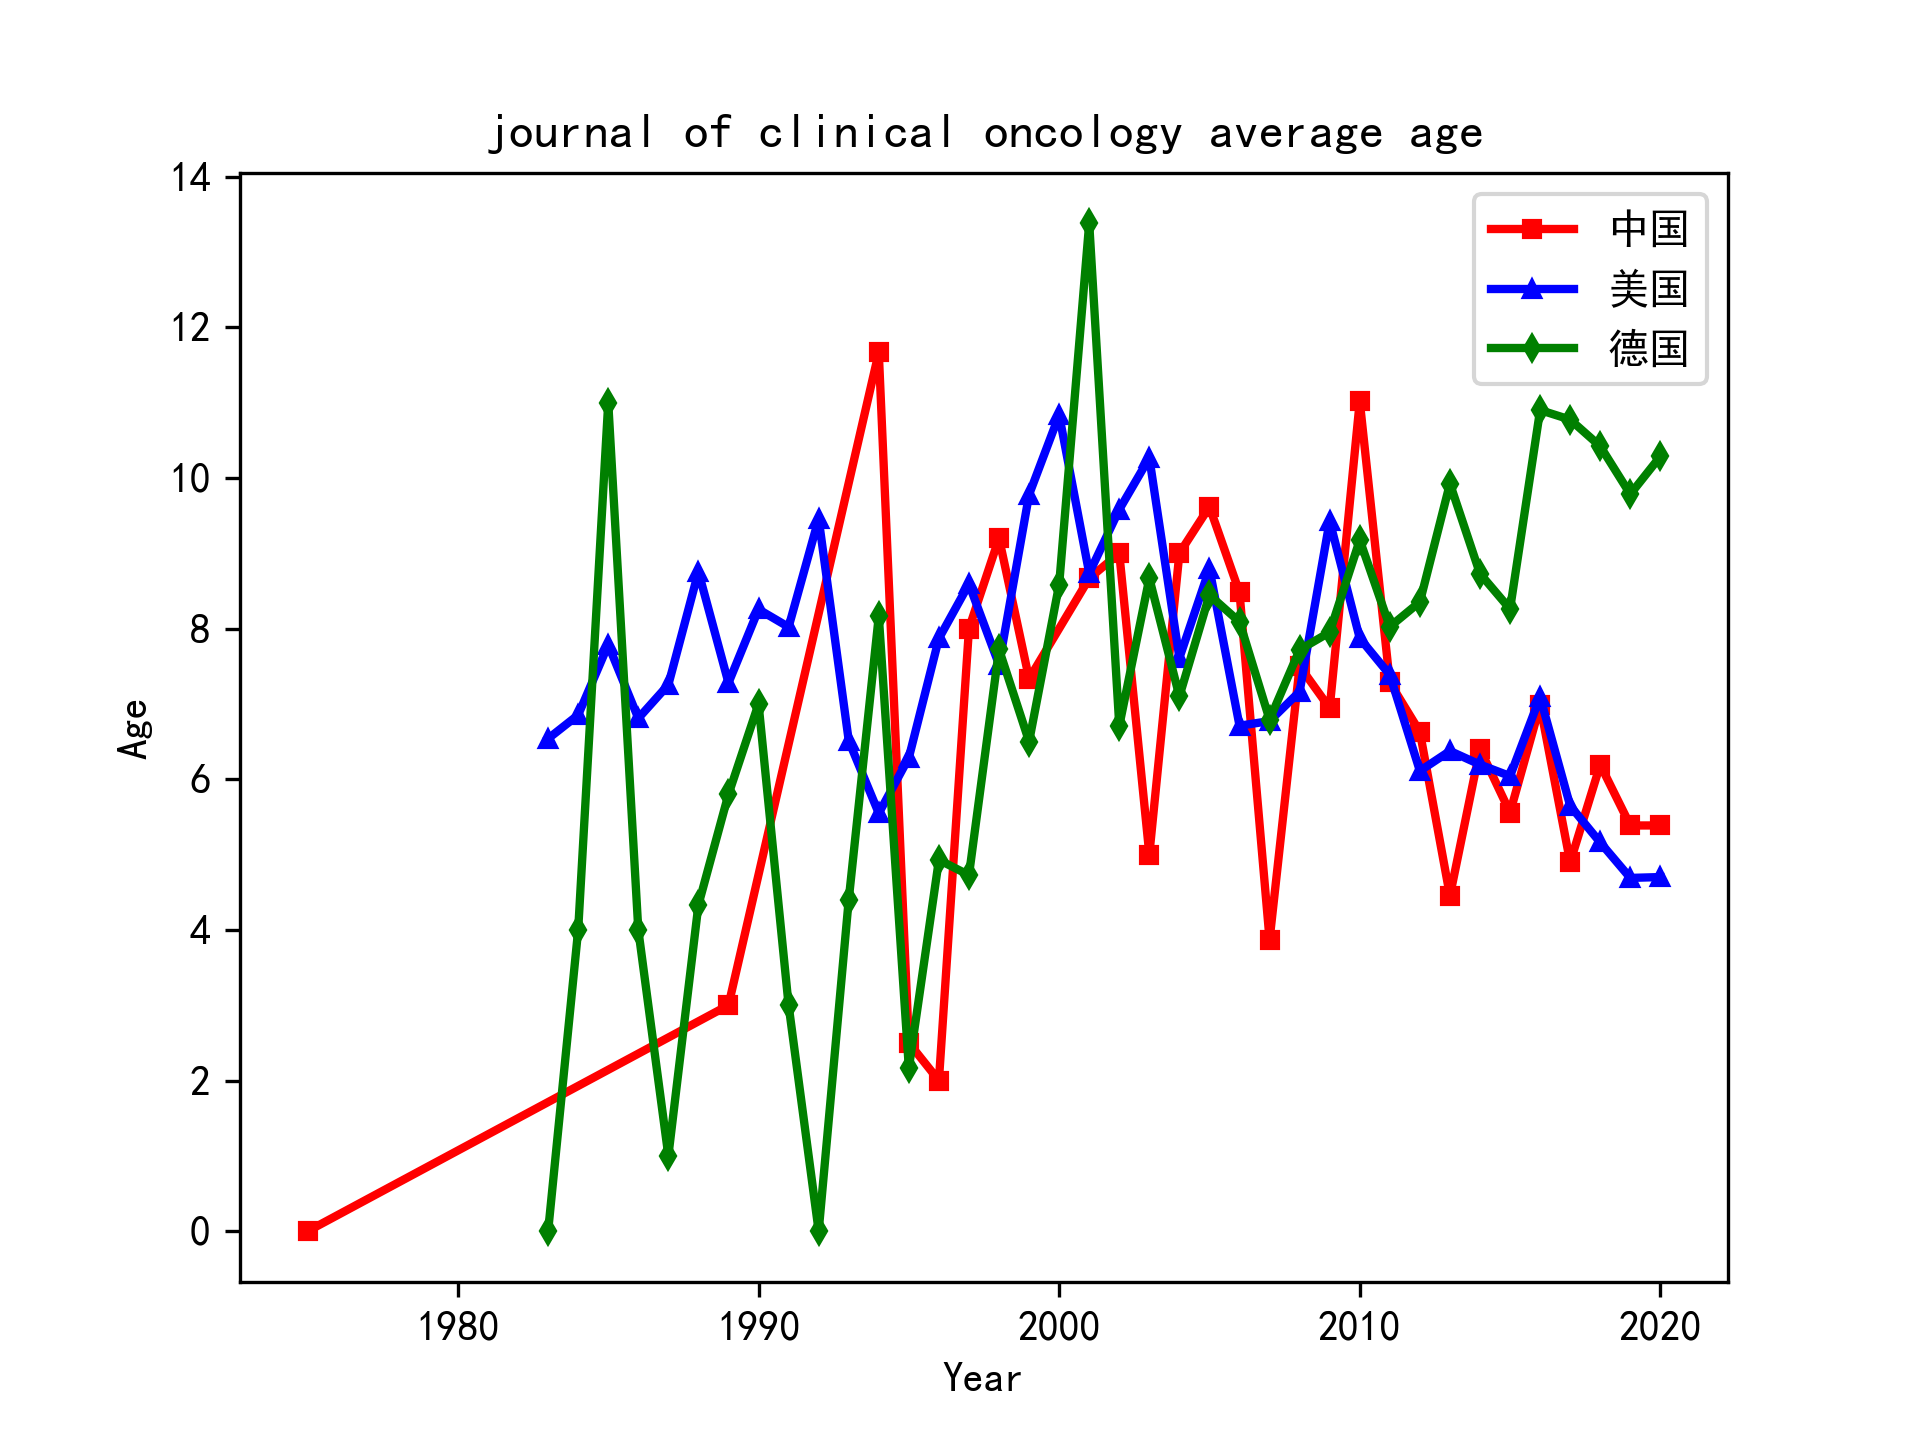 journal of clinical oncology average age
中国
美国
德国
14
12
10
8
6
4
2
0
Age
1980 1990 2000 2010 2020
Year